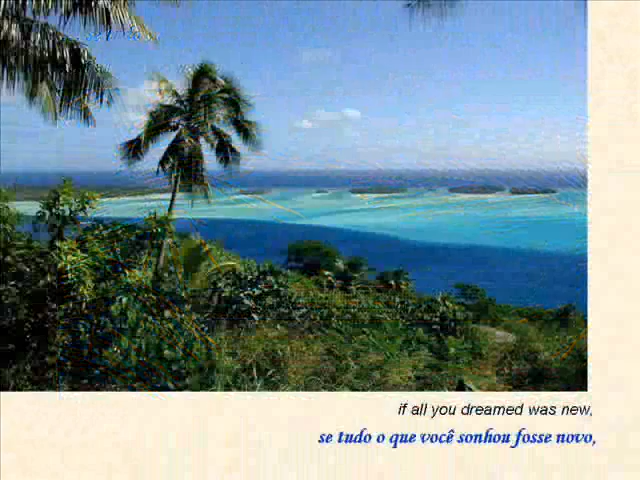 if all you dreamed was new,
se tudo o que você sonhou fosse novo,